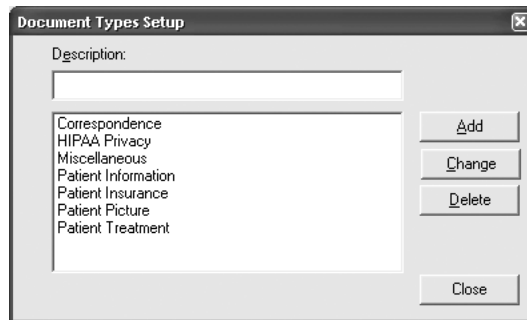 Document Types Setup
Description:
Correspondence
HIPAA Privacy
Miscellaneous
Patient Information
Patient Insurance
Patient Picture
Patient Treatment
Add
Change
Delete
Close